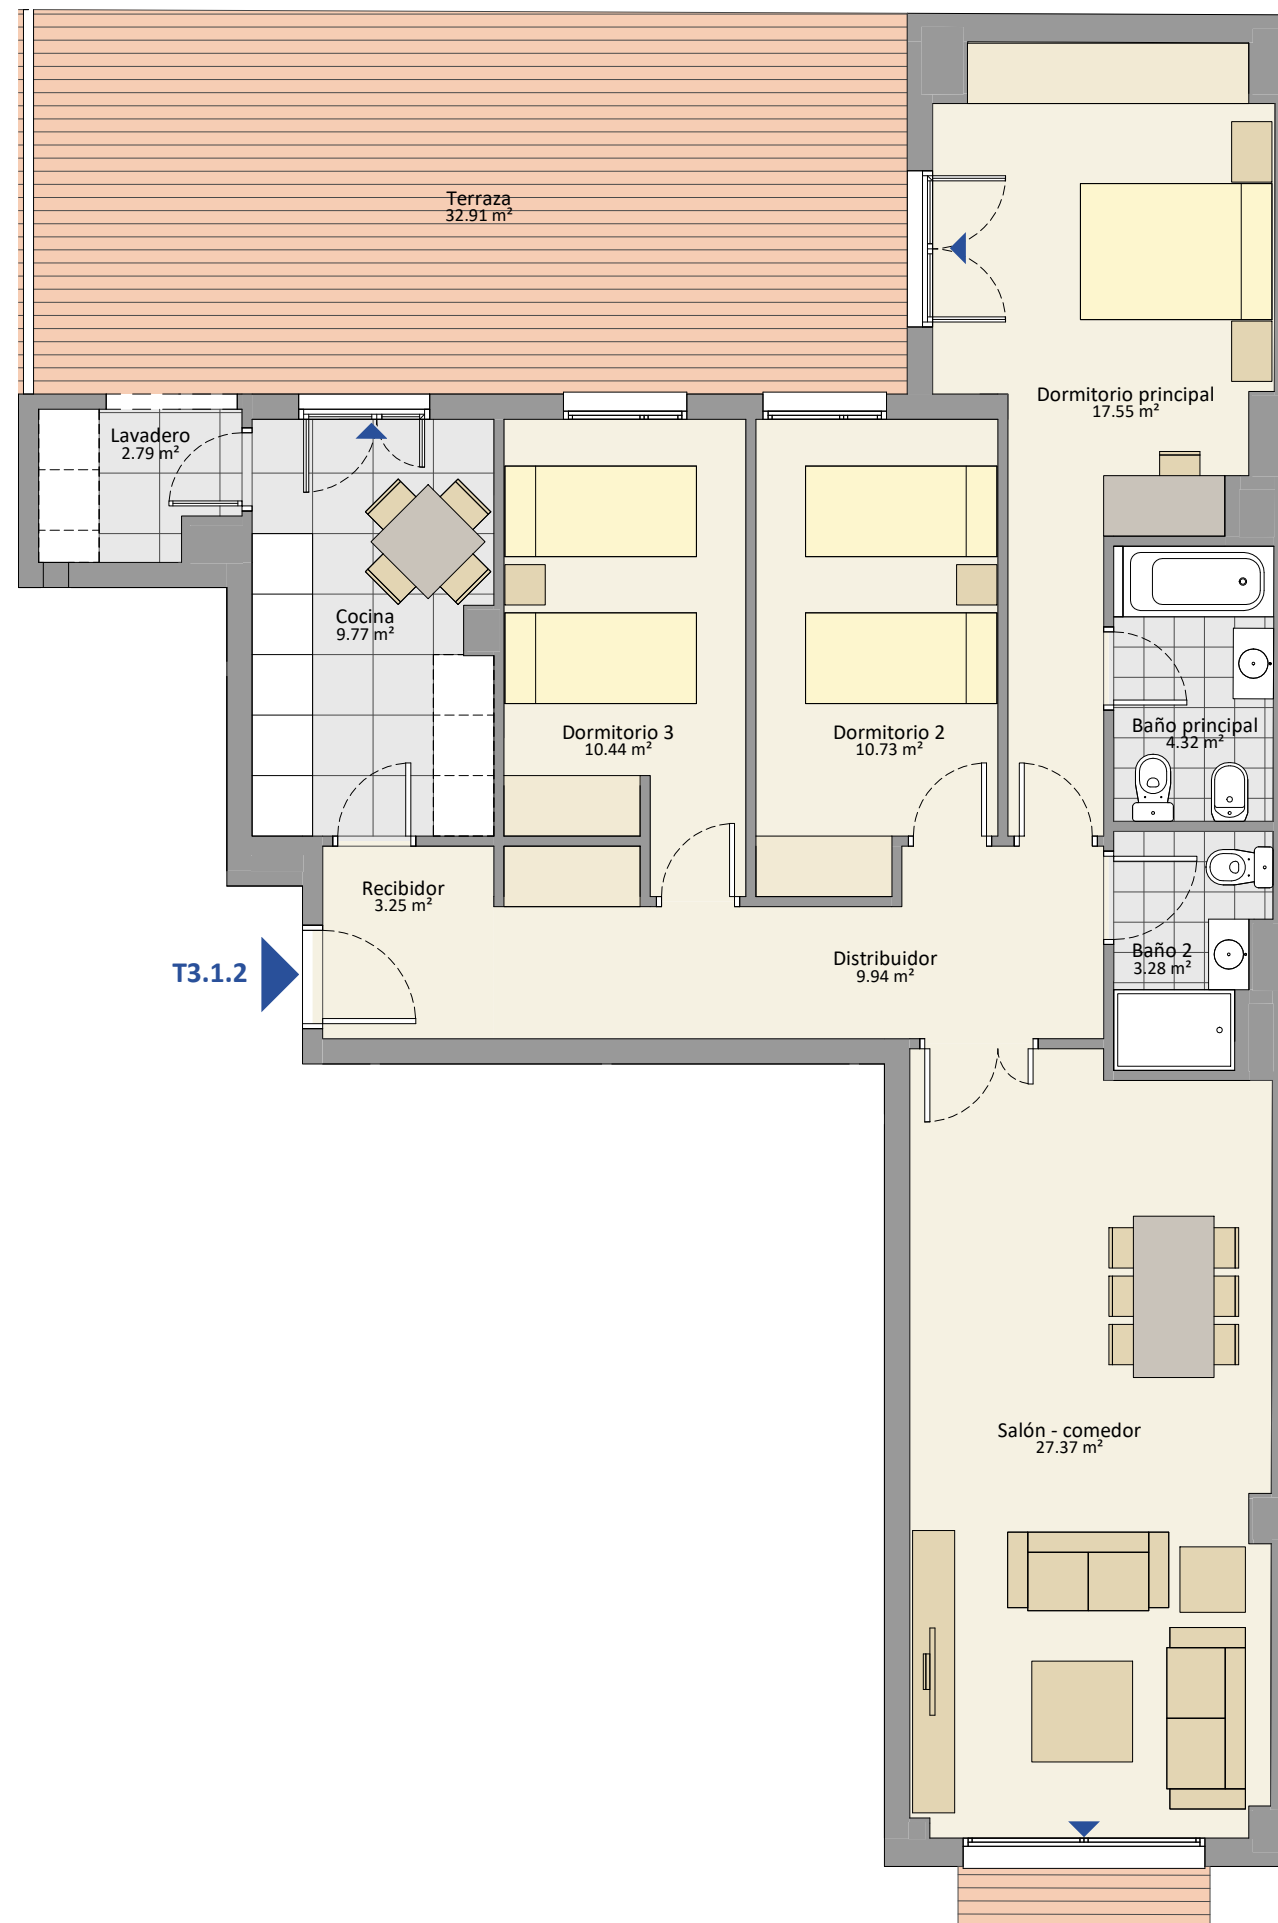 Terraza
32.91 m²
Dormitorio principal
17.55 m²
Lavadero
2.79 m²
Cocina
9.77 m²
Dormitorio 3
10.44 m²
Dormitorio 2
10.73 m²
Baño principal
4.32 m²
Recibidor
3.25 m²
Distribuidor
9.94 m²
Baño 2
3.28 m²
T3.1.2
Salón - comedor
27.37 m²